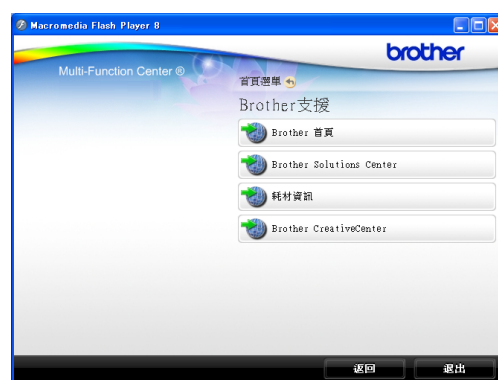 Macromedia Flash Player 8
brother
Multi-Function Center ®
首頁選單
Brother支援
Brother 首頁
Brother Solutions Center
耗材資訊
Brother CreativeCenter
返回
退出